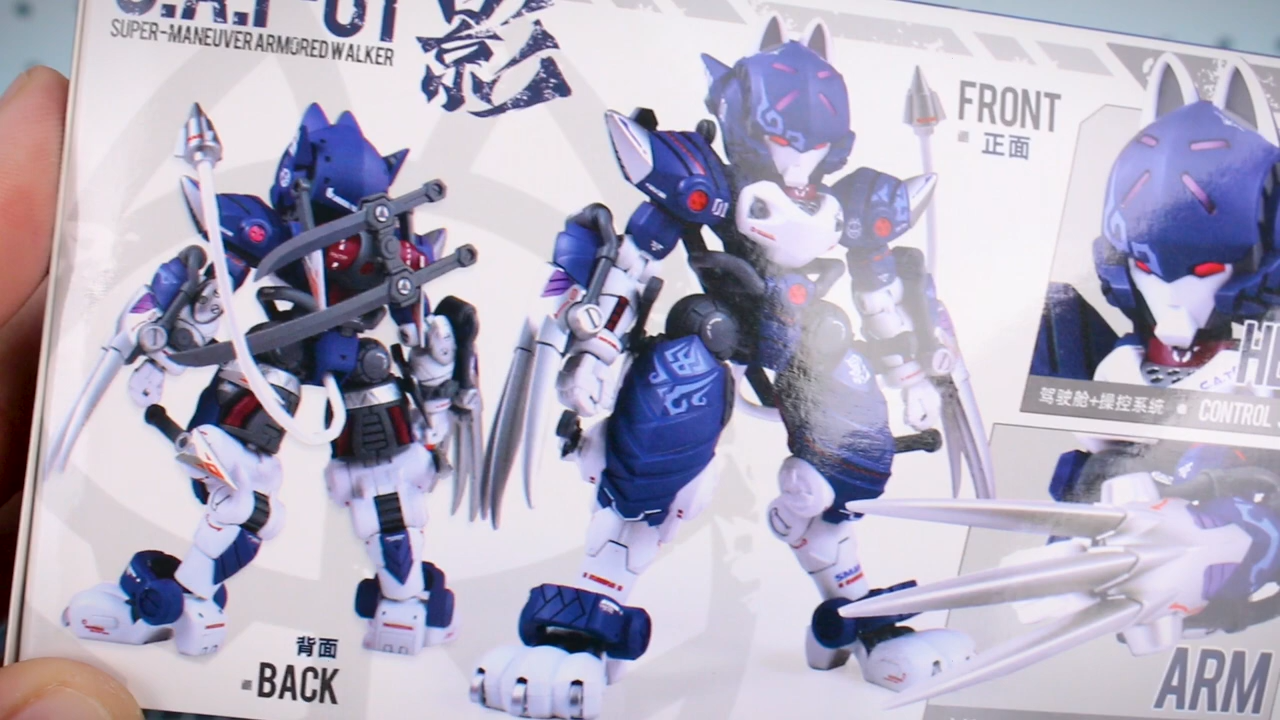 SUPER-MANEUVER ARMORED WALKER
影
FRONT
正面
01
驾驶舱+操控系统
CONTROL
背面
BACK
ARM